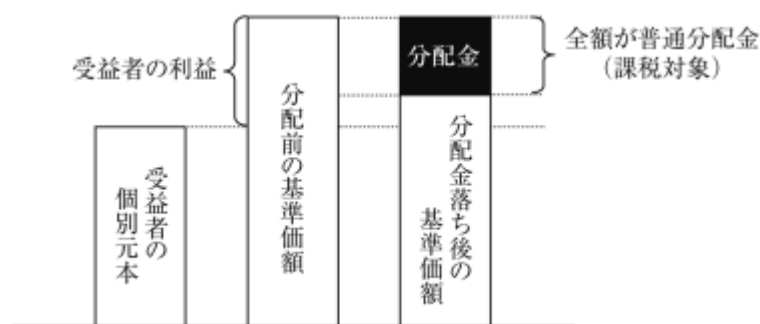 受益者の利益
分配金
全額が普通分配金
（課税対象）
受益者の
個別元本
分配前の基準価額
分配金落ち後の
基準価額